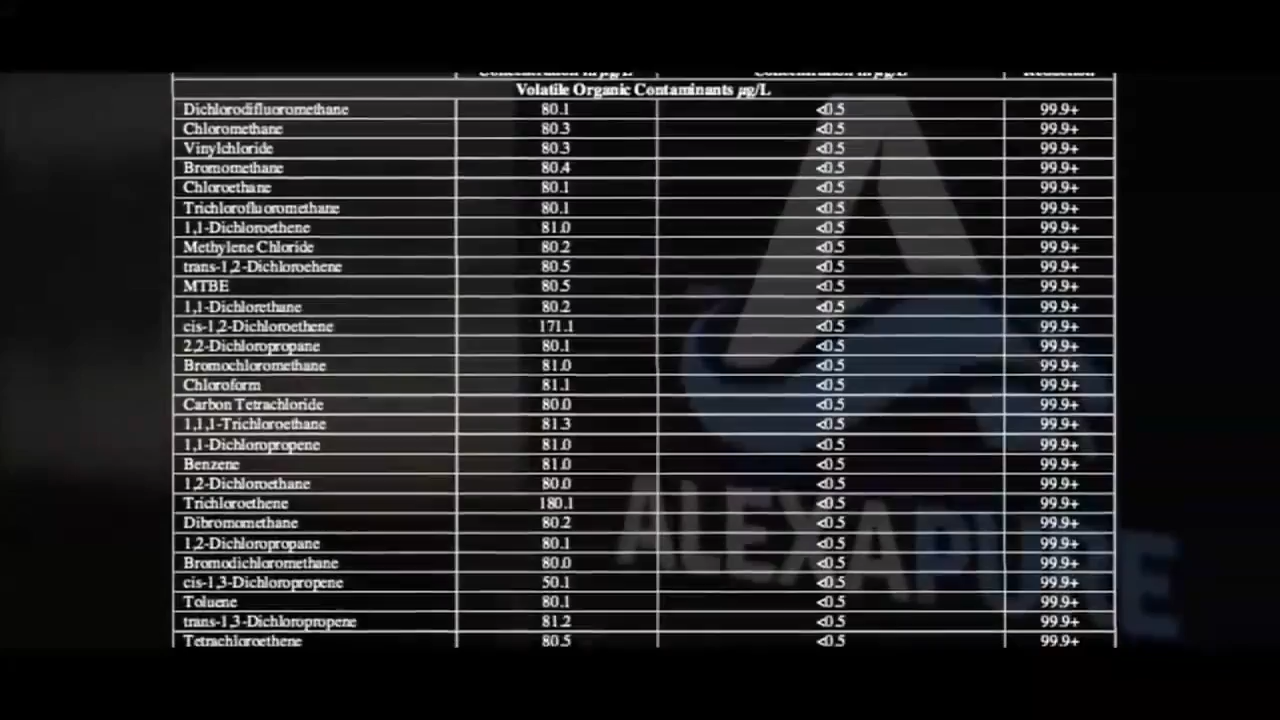 Concentration in µg/L Concentration in µg/L Reduction
Volatile Organic Contaminants µg/L
Dichlorodifluoromethane 80.1 <0.5 99.9+
Chloromethane 80.3 <0.5 99.9+
Vinylchloride 80.3 <0.5 99.9+
Bromomethane 80.4 <0.5 99.9+
Chloroethane 80.1 <0.5 99.9+
Trichlorofluoromethane 80.1 <0.5 99.9+
1,1-Dichloroethene 81.0 <0.5 99.9+
Methylene Chloride 80.2 <0.5 99.9+
trans-1,2-Dichloroehene 80.5 <0.5 99.9+
MTBE 80.5 <0.5 99.9+
1,1-Dichlorethane 80.2 <0.5 99.9+
cis-1,2-Dichloroethene 171.1 <0.5 99.9+
2,2-Dichloropropane 80.1 <0.5 99.9+
Bromochloromethane 81.0 <0.5 99.9+
Chloroform 81.1 <0.5 99.9+
Carbon Tetrachloride 80.0 <0.5 99.9+
1,1,1-Trichloroethane 81.3 <0.5 99.9+
1,1-Dichloropropene 81.0 <0.5 99.9+
Benzene 81.0 <0.5 99.9+
1,2-Dichloroethane 80.0 <0.5 99.9+
Trichloroethene 180.1 <0.5 99.9+
Dibromomethane 80.2 <0.5 99.9+
1,2-Dichloropropane 80.1 <0.5 99.9+
Bromodichloromethane 80.0 <0.5 99.9+
cis-1,3-Dichloropropene 50.1 <0.5 99.9+
Toluene 80.1 <0.5 99.9+
trans-1,3-Dichloropropene 81.2 <0.5 99.9+
Tetrachloroethene 80.5 <0.5 99.9+
ALEXAPURE